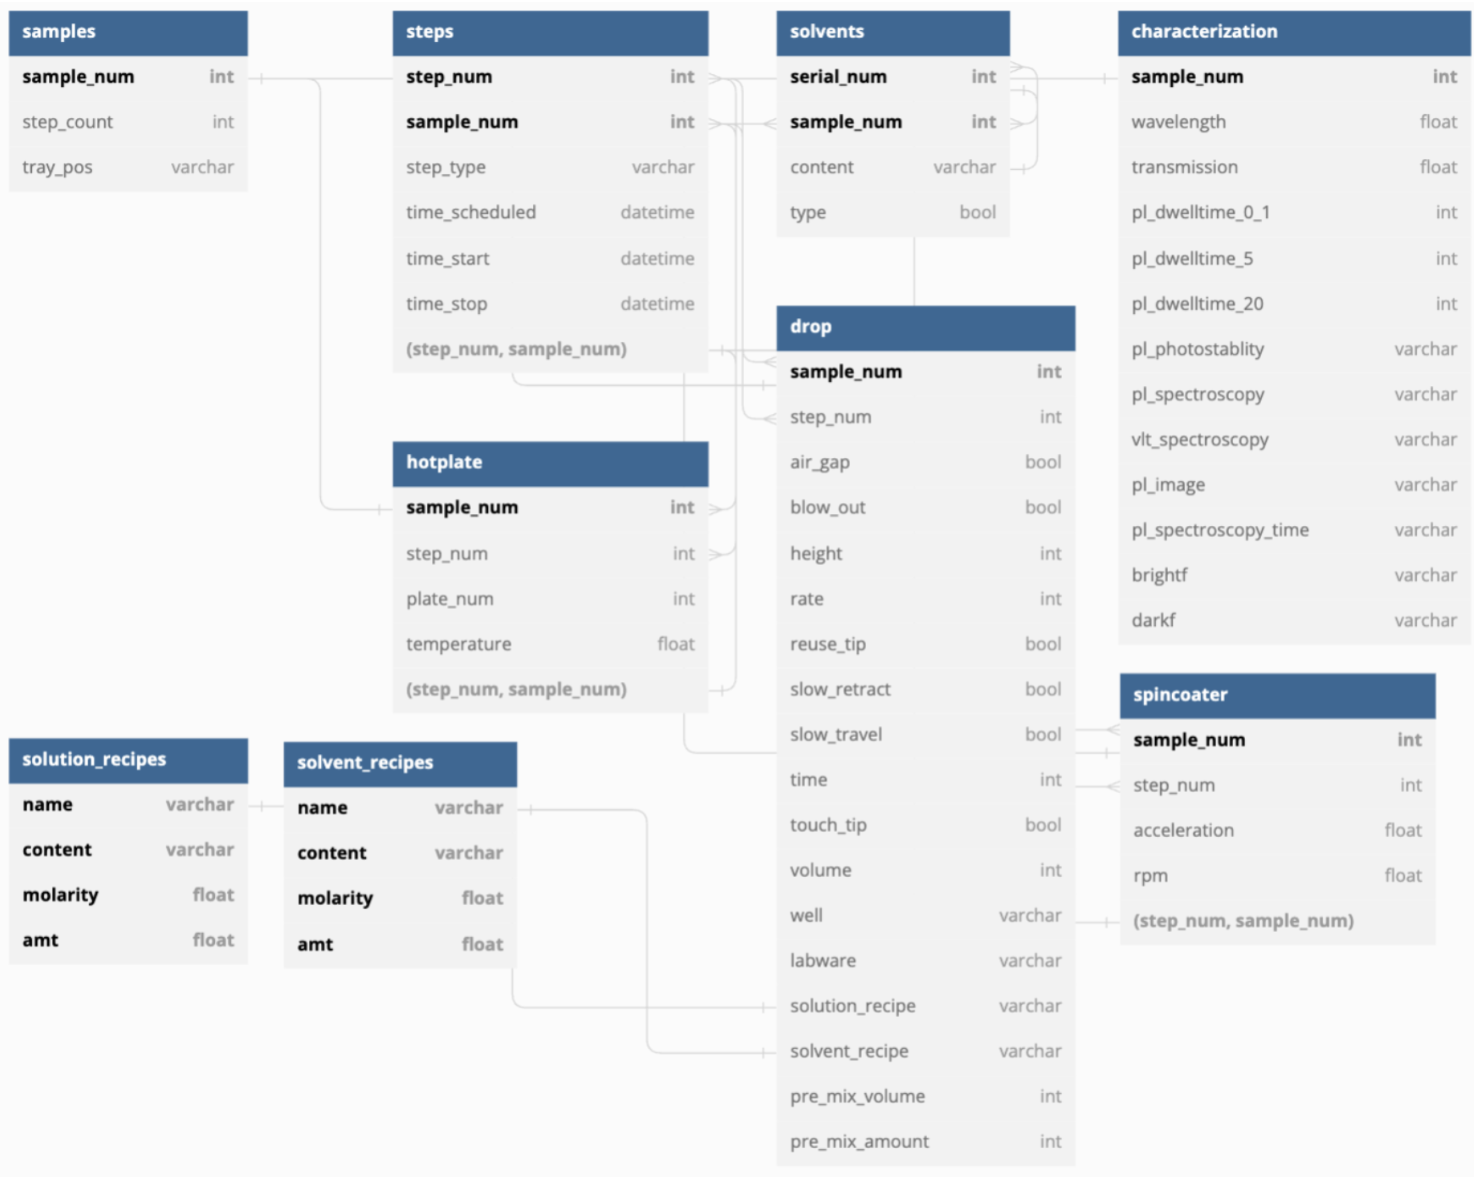 samples
sample_num int
step_count int
tray_pos varchar
steps
step_num int
sample_num int
step_type varchar
time_scheduled datetime
time_start datetime
time_stop datetime
(step_num, sample_num)
solvents
serial_num int
sample_num int
content varchar
type bool
characterization
sample_num int
wavelength float
transmission float
pl_dwelltime_0_1 int
pl_dwelltime_5 int
pl_dwelltime_20 int
pl_photostablity varchar
pl_spectroscopy varchar
vlt_spectroscopy varchar
pl_image varchar
pl_spectroscopy_time varchar
brightf varchar
darkf varchar
hotplate
sample_num int
step_num int
plate_num int
temperature float
(step_num, sample_num)
drop
sample_num int
step_num int
air_gap bool
blow_out bool
height int
rate int
reuse_tip bool
slow_retract bool
slow_travel bool
time int
touch_tip bool
volume int
well varchar
labware varchar
solution_recipe varchar
solvent_recipe varchar
pre_mix_volume int
pre_mix_amount int
spincoater
sample_num int
step_num int
acceleration float
rpm float
(step_num, sample_num)
solution_recipes
name varchar
content varchar
molarity float
amt float
solvent_recipes
name varchar
content varchar
molarity float
amt float